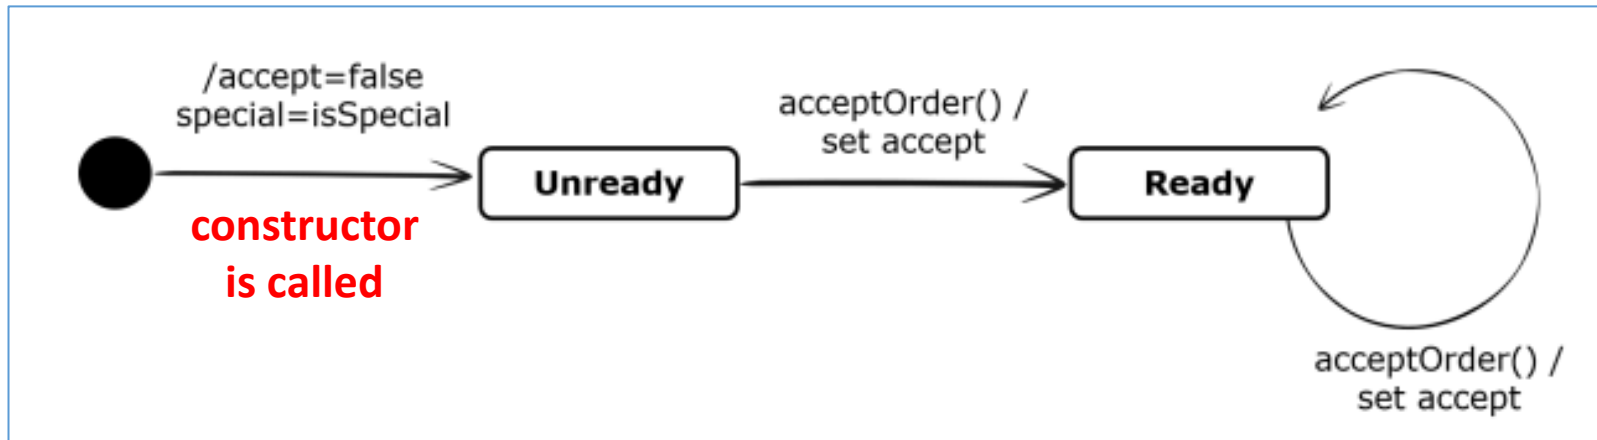 /accept=false
special=isSpecial
constructor
is called
Unready
acceptOrder() /
set accept
Ready
acceptOrder() /
set accept